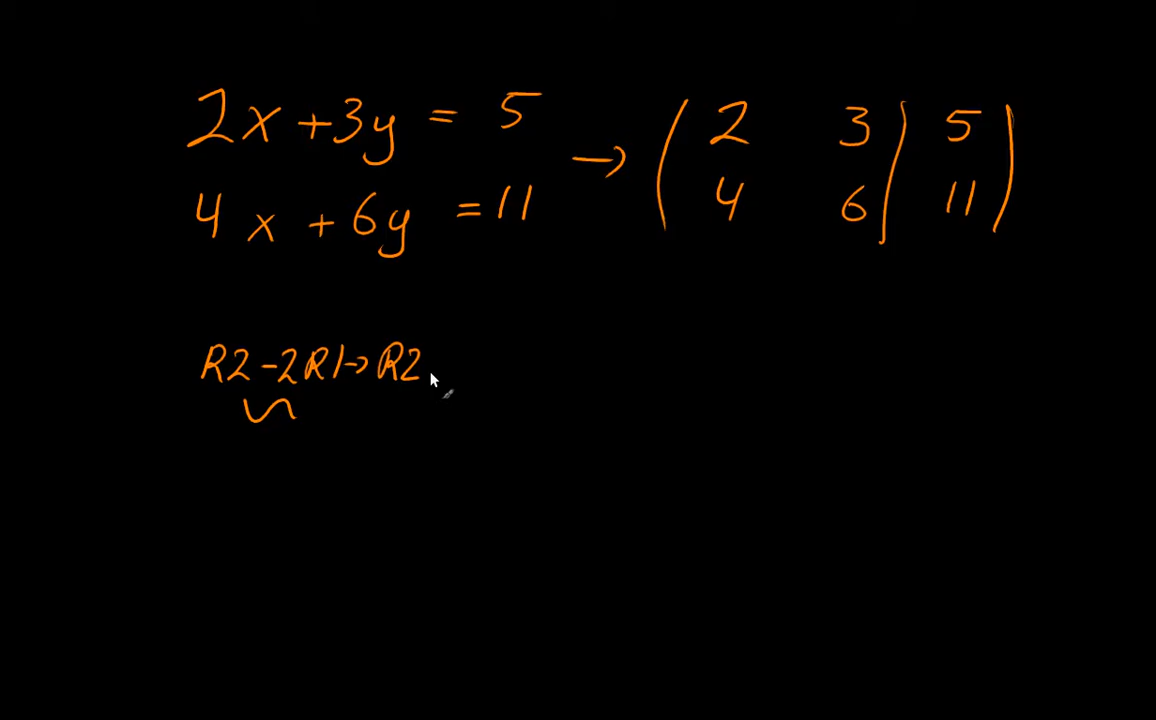 2x + 3y = 5
4x + 6y = 11
→ ( 2 3 | 5 )
( 4 6 | 11 )
R2 - 2R1 → R2
~